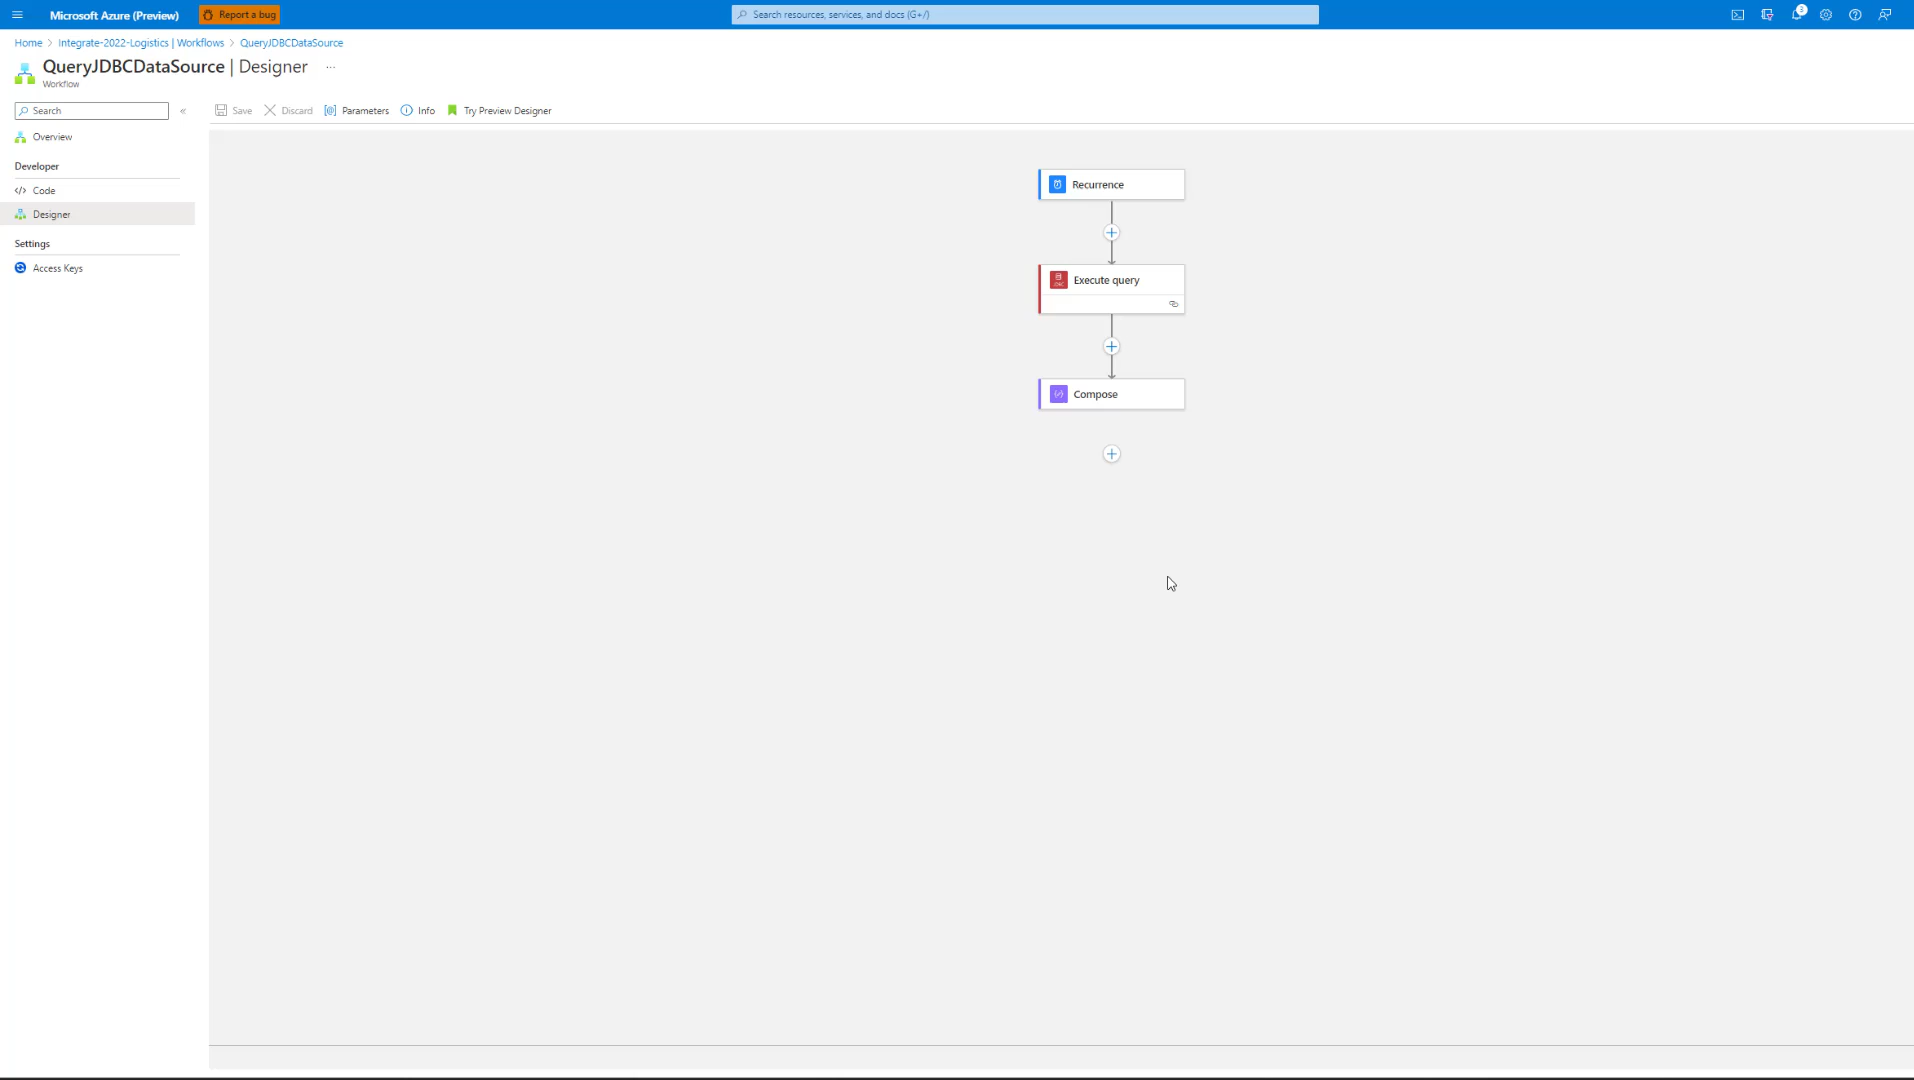 Microsoft Azure (Preview)
Report a bug
Search resources, services, and docs (G+/)
3
Home > Integrate-2022-Logistics | Workflows > QueryJDBCDataSource
QueryJDBCDataSource | Designer ...
Workflow
Search
«
Save
Discard
Parameters
Info
Try Preview Designer
Overview
Developer
Code
Designer
Settings
Access Keys
Recurrence
Execute query
Compose